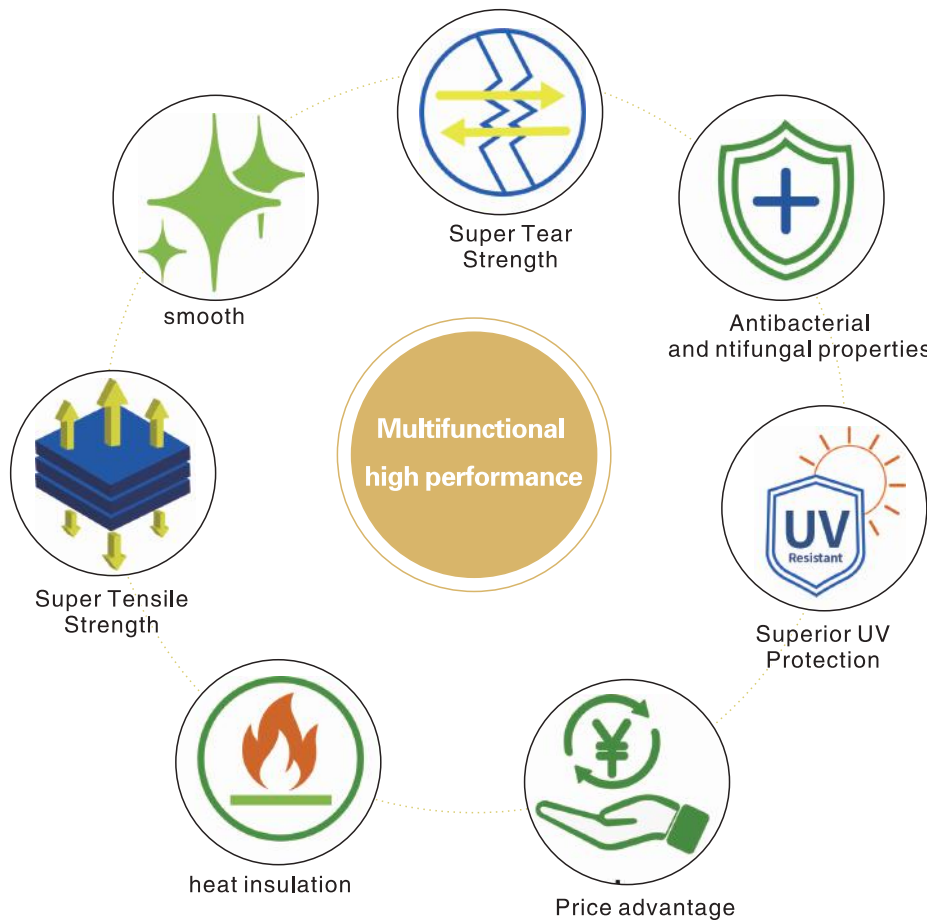 Super Tear
Strength
smooth
Antibacterial
and ntifungal properties
Multifunctional
high performance
UV
Resistant
Super Tensile
Strength
Superior UV
Protection
¥
heat insulation
Price advantage